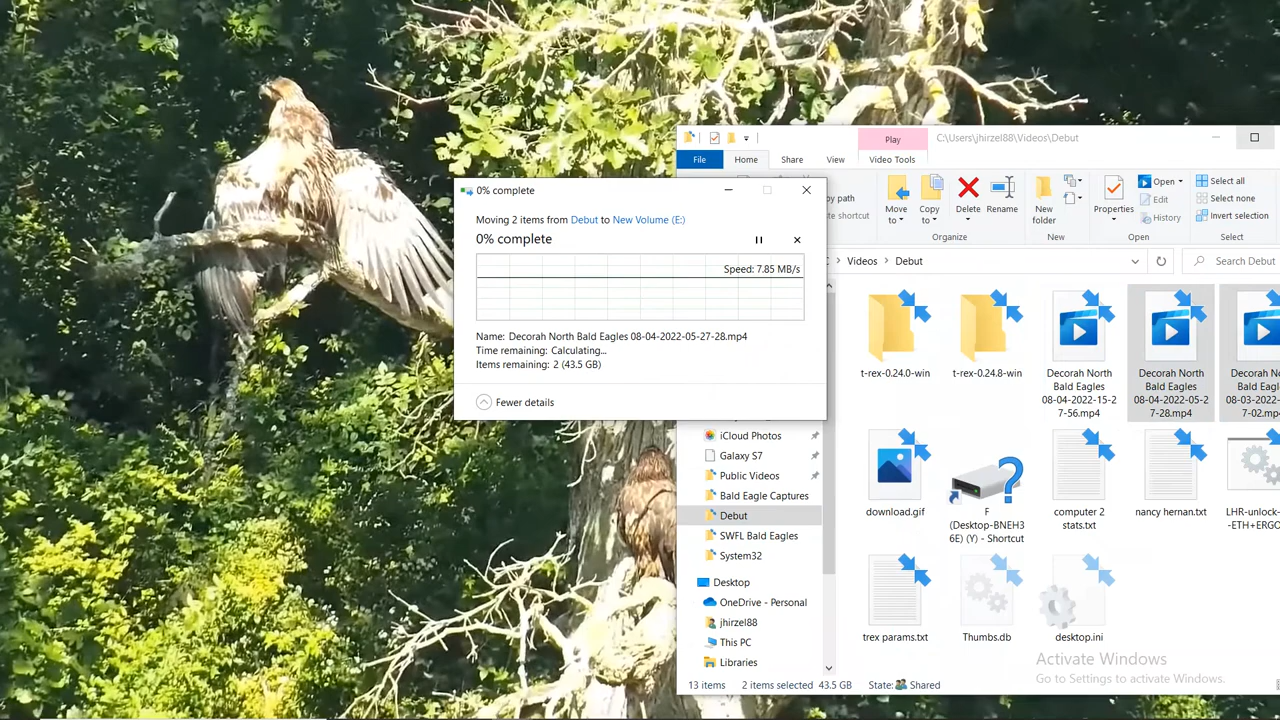 Play
C:\Users\jhirzel88\Videos\Debut
File
Home
Share
View
Video Tools
0% complete
Moving 2 items from Debut to New Volume (E:)
0% complete
Speed: 7.85 MB/s
Name: Decorah North Bald Eagles 08-04-2022-05-27-28.mp4
Time remaining: Calculating...
Items remaining: 2 (43.5 GB)
Fewer details
py path
shortcut
Move to
Copy to
Delete
Rename
Organize
New folder
New
Properties
Open
Edit
History
Open
Select all
Select none
Invert selection
Select
Videos
Debut
Search Debut
t-rex-0.24.0-win
t-rex-0.24.8-win
Decorah North
Bald Eagles
08-04-2022-15-2
7-56.mp4
Decorah North
Bald Eagles
08-04-2022-05-2
7-28.mp4
Decorah N
Bald Eag
08-03-2022-
7-02.mp
download.gif
F
(Desktop-BNEH3
6E) (Y) - Shortcut
computer 2
stats.txt
nancy hernan.txt
LHR-unlock-
-ETH+ERGO
trex params.txt
Thumbs.db
desktop.ini
iCloud Photos
Galaxy S7
Public Videos
Bald Eagle Captures
Debut
SWFL Bald Eagles
System32
Desktop
OneDrive - Personal
jhirzel88
This PC
Libraries
Activate Windows
Go to Settings to activate Windows.
13 items
2 items selected
43.5 GB
State:
Shared